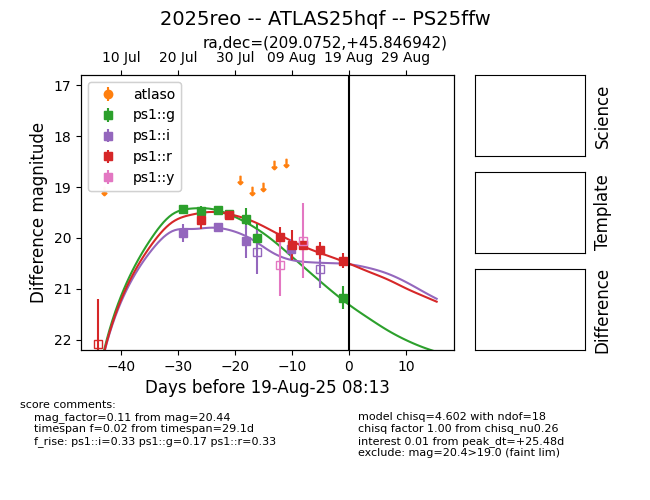 2025reo -- ATLAS25hqf -- PS25ffw
ra,dec=(209.0752,+45.846942)
10 Jul 20 Jul 30 Jul 09 Aug 19 Aug 29 Aug
17
18
19
20
21
22
Difference magnitude
atlaso
ps1::g
ps1::i
ps1::r
ps1::y
−40 −30 −20 −10 0 10
Days before 19-Aug-25 08:13
Science
Template
Difference
score comments:
mag_factor=0.11 from mag=20.44
timespan f=0.02 from timespan=29.1d
f_rise: ps1::i=0.33 ps1::g=0.17 ps1::r=0.33
model chisq=4.602 with ndof=18
chisq factor 1.00 from chisq_nu0.26
interest 0.01 from peak_dt=+25.48d
exclude: mag=20.4>19.0 (faint lim)